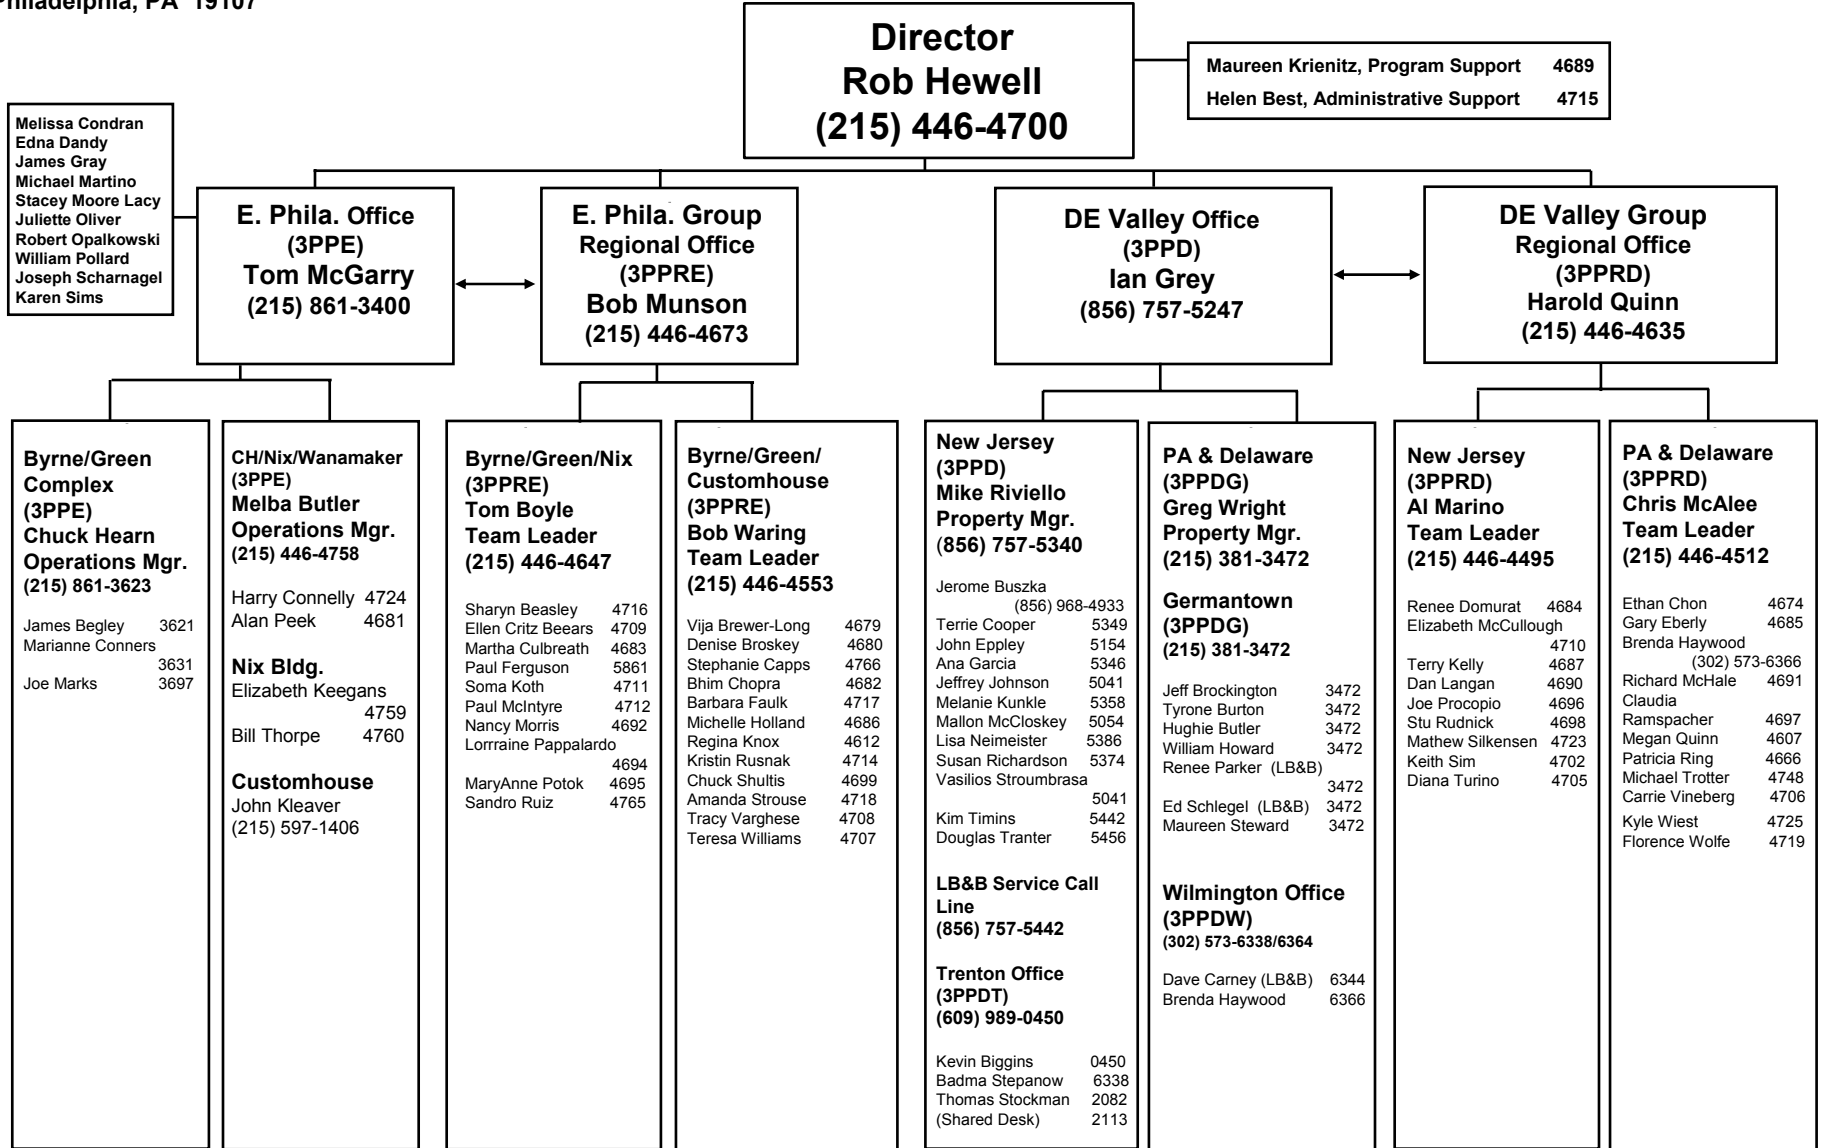 Philadelphia, PA 19107
Director
Rob Hewell
(215) 446-4700
Maureen Krienitz, Program Support 4689
Helen Best, Administrative Support 4715
Melissa Condran
Edna Dandy
James Gray
Michael Martino
Stacey Moore Lacy
Juliette Oliver
Robert Opalkowski
William Pollard
Joseph Scharnagel
Karen Sims
E. Phila. Office
(3PPE)
Tom McGarry
(215) 861-3400
E. Phila. Group
Regional Office
(3PPRE)
Bob Munson
(215) 446-4673
DE Valley Office
(3PPD)
Ian Grey
(856) 757-5247
DE Valley Group
Regional Office
(3PPRD)
Harold Quinn
(215) 446-4635
Byrne/Green
Complex
(3PPE)
Chuck Hearn
Operations Mgr.
(215) 861-3623
James Begley 3621
Marianne Conners
3631
Joe Marks 3697
CH/Nix/Wanamaker
(3PPE)
Melba Butler
Operations Mgr.
(215) 446-4758
Harry Connelly 4724
Alan Peek 4681
Nix Bldg.
Elizabeth Keegans
4759
Bill Thorpe 4760
Customhouse
John Kleaver
(215) 597-1406
Byrne/Green/Nix
(3PPRE)
Tom Boyle
Team Leader
(215) 446-4647
Sharyn Beasley 4716
Ellen Critz Beears 4709
Martha Culbreath 4683
Paul Ferguson 5861
Soma Koth 4711
Paul McIntyre 4712
Nancy Morris 4692
Lorrraine Pappalardo
4694
MaryAnne Potok 4695
Sandro Ruiz 4765
Byrne/Green/
Customhouse
(3PPRE)
Bob Waring
Team Leader
(215) 446-4553
Vija Brewer-Long 4679
Denise Broskey 4680
Stephanie Capps 4766
Bhim Chopra 4682
Barbara Faulk 4717
Michelle Holland 4686
Regina Knox 4612
Kristin Rusnak 4714
Chuck Shultis 4699
Amanda Strouse 4718
Tracy Varghese 4708
Teresa Williams 4707
New Jersey
(3PPD)
Mike Riviello
Property Mgr.
(856) 757-5340
Jerome Buszka
(856) 968-4933
Terrie Cooper 5349
John Eppley 5154
Ana Garcia 5346
Jeffrey Johnson 5041
Melanie Kunkle 5358
Mallon McCloskey 5054
Lisa Neimeister 5386
Susan Richardson 5374
Vasilios Stroumbrasa
5041
Kim Timins 5442
Douglas Tranter 5456
LB&B Service Call
Line
(856) 757-5442
Trenton Office
(3PPDT)
(609) 989-0450
Kevin Biggins 0450
Badma Stepanow 6338
Thomas Stockman 2082
(Shared Desk) 2113
PA & Delaware
(3PPDG)
Greg Wright
Property Mgr.
(215) 381-3472
Germantown
(3PPDG)
(215) 381-3472
Jeff Brockington 3472
Tyrone Burton 3472
Hughie Butler 3472
William Howard 3472
Renee Parker (LB&B)
3472
Ed Schlegel (LB&B) 3472
Maureen Steward 3472
Wilmington Office
(3PPDW)
(302) 573-6338/6364
Dave Carney (LB&B) 6344
Brenda Haywood 6366
New Jersey
(3PPRD)
Al Marino
Team Leader
(215) 446-4495
Renee Domurat 4684
Elizabeth McCullough
4710
Terry Kelly 4687
Dan Langan 4690
Joe Procopio 4696
Stu Rudnick 4698
Mathew Silkensen 4723
Keith Sim 4702
Diana Turino 4705
PA & Delaware
(3PPRD)
Chris McAlee
Team Leader
(215) 446-4512
Ethan Chon 4674
Gary Eberly 4685
Brenda Haywood
(302) 573-6366
Richard McHale 4691
Claudia
Ramspacher 4697
Megan Quinn 4607
Patricia Ring 4666
Michael Trotter 4748
Carrie Vineberg 4706
Kyle Wiest 4725
Florence Wolfe 4719